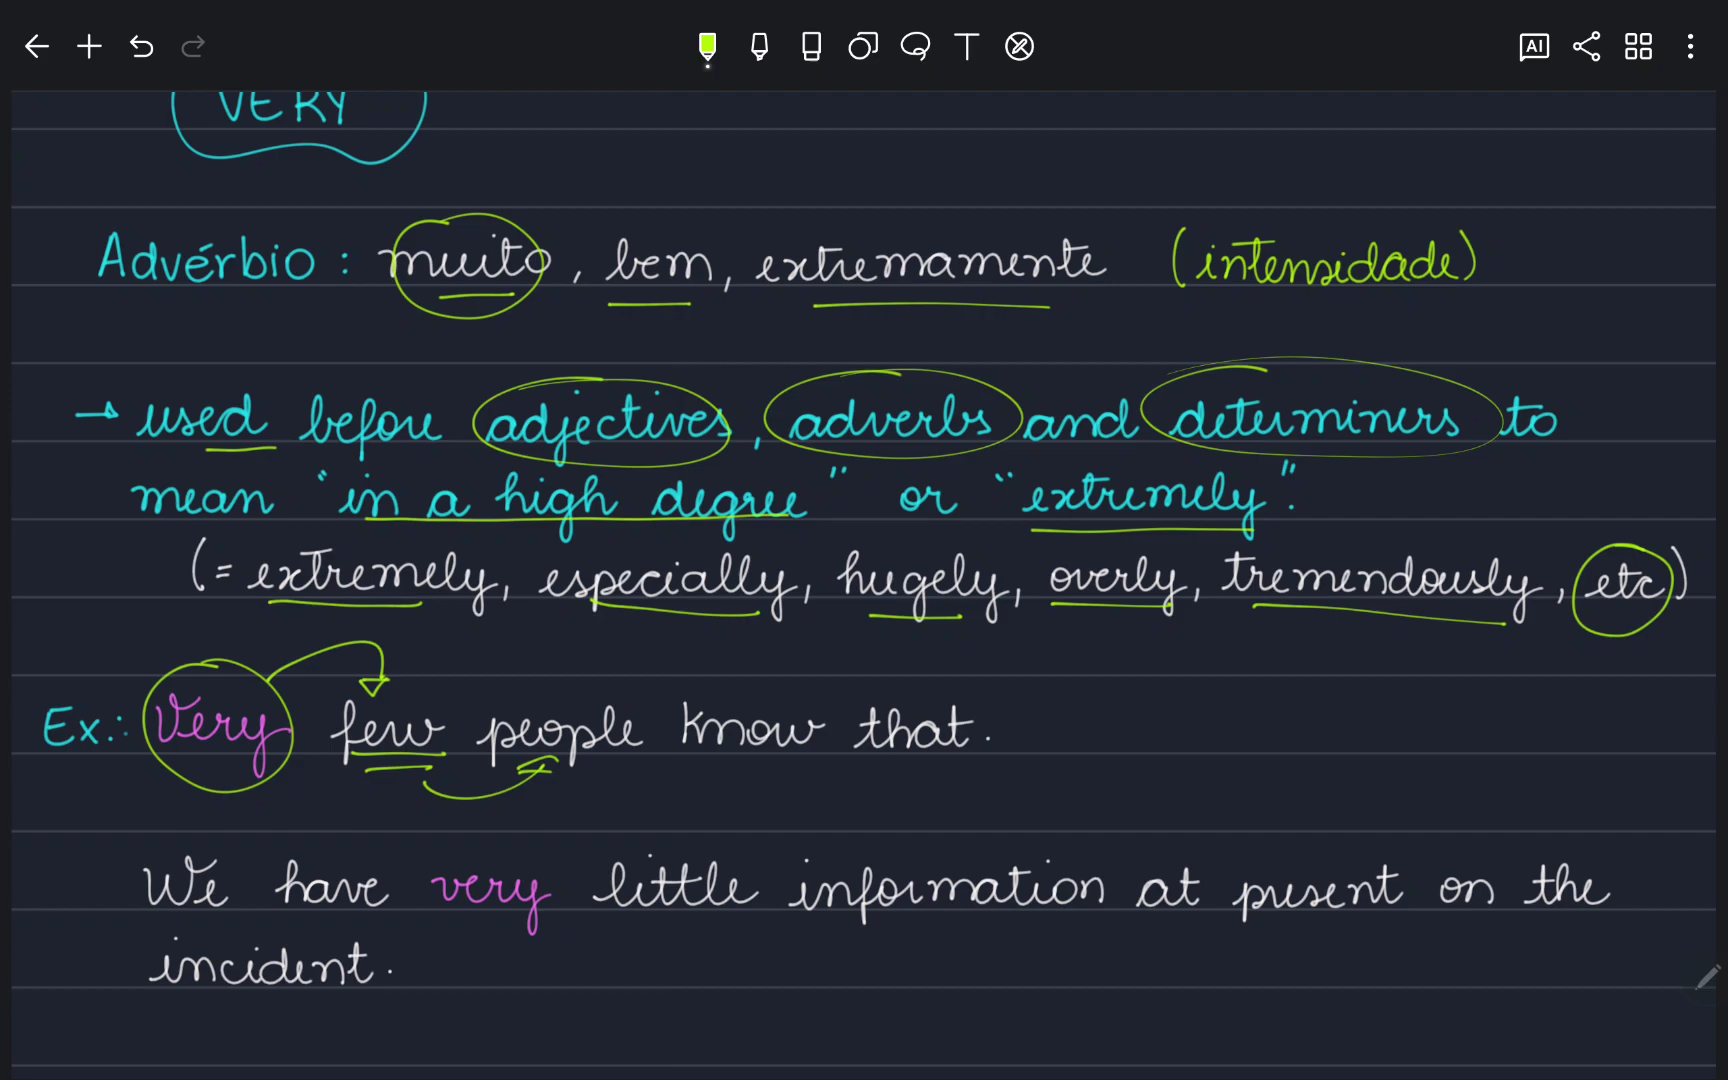 AI
VERY
Advérbio : muito, bem, extremamente (intensidade)
→ used before adjectives, adverbs and determiners to
mean "in a high degree" or "extremely".
(= extremely, especially, hugely, overly, tremendously, etc)
Ex.: Very few people know that.
We have very little information at present on the
incident.